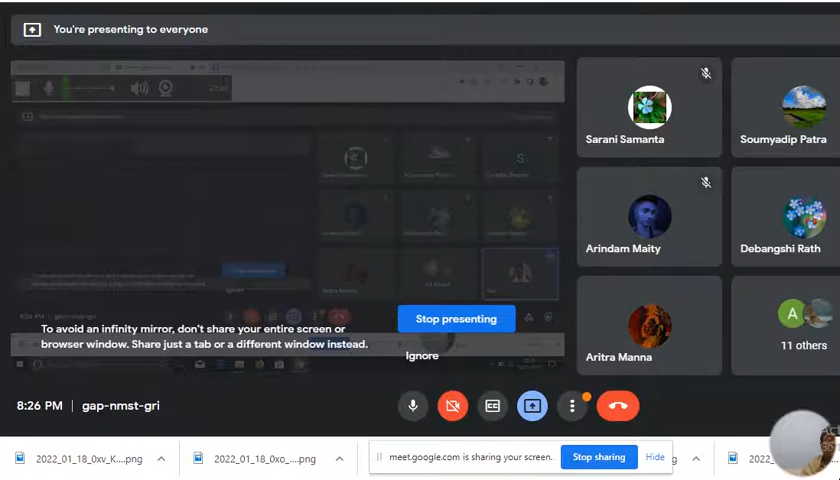 You're presenting to everyone
23:40
Sarani Samanta
Soumyadip Patra
Arindam Maity
Debangshi Rath
S
To avoid an infinity mirror, don't share your entire screen or
browser window. Share just a tab or a different window instead.
Stop presenting
Ignore
Aritra Manna
A
11 others
8:26 PM | gap-nmst-gri
2022_01_18_0xv_K....png
2022_01_18_0xo_....png
meet.google.com is sharing your screen.
Stop sharing
Hide
g
2022_01_18_0x